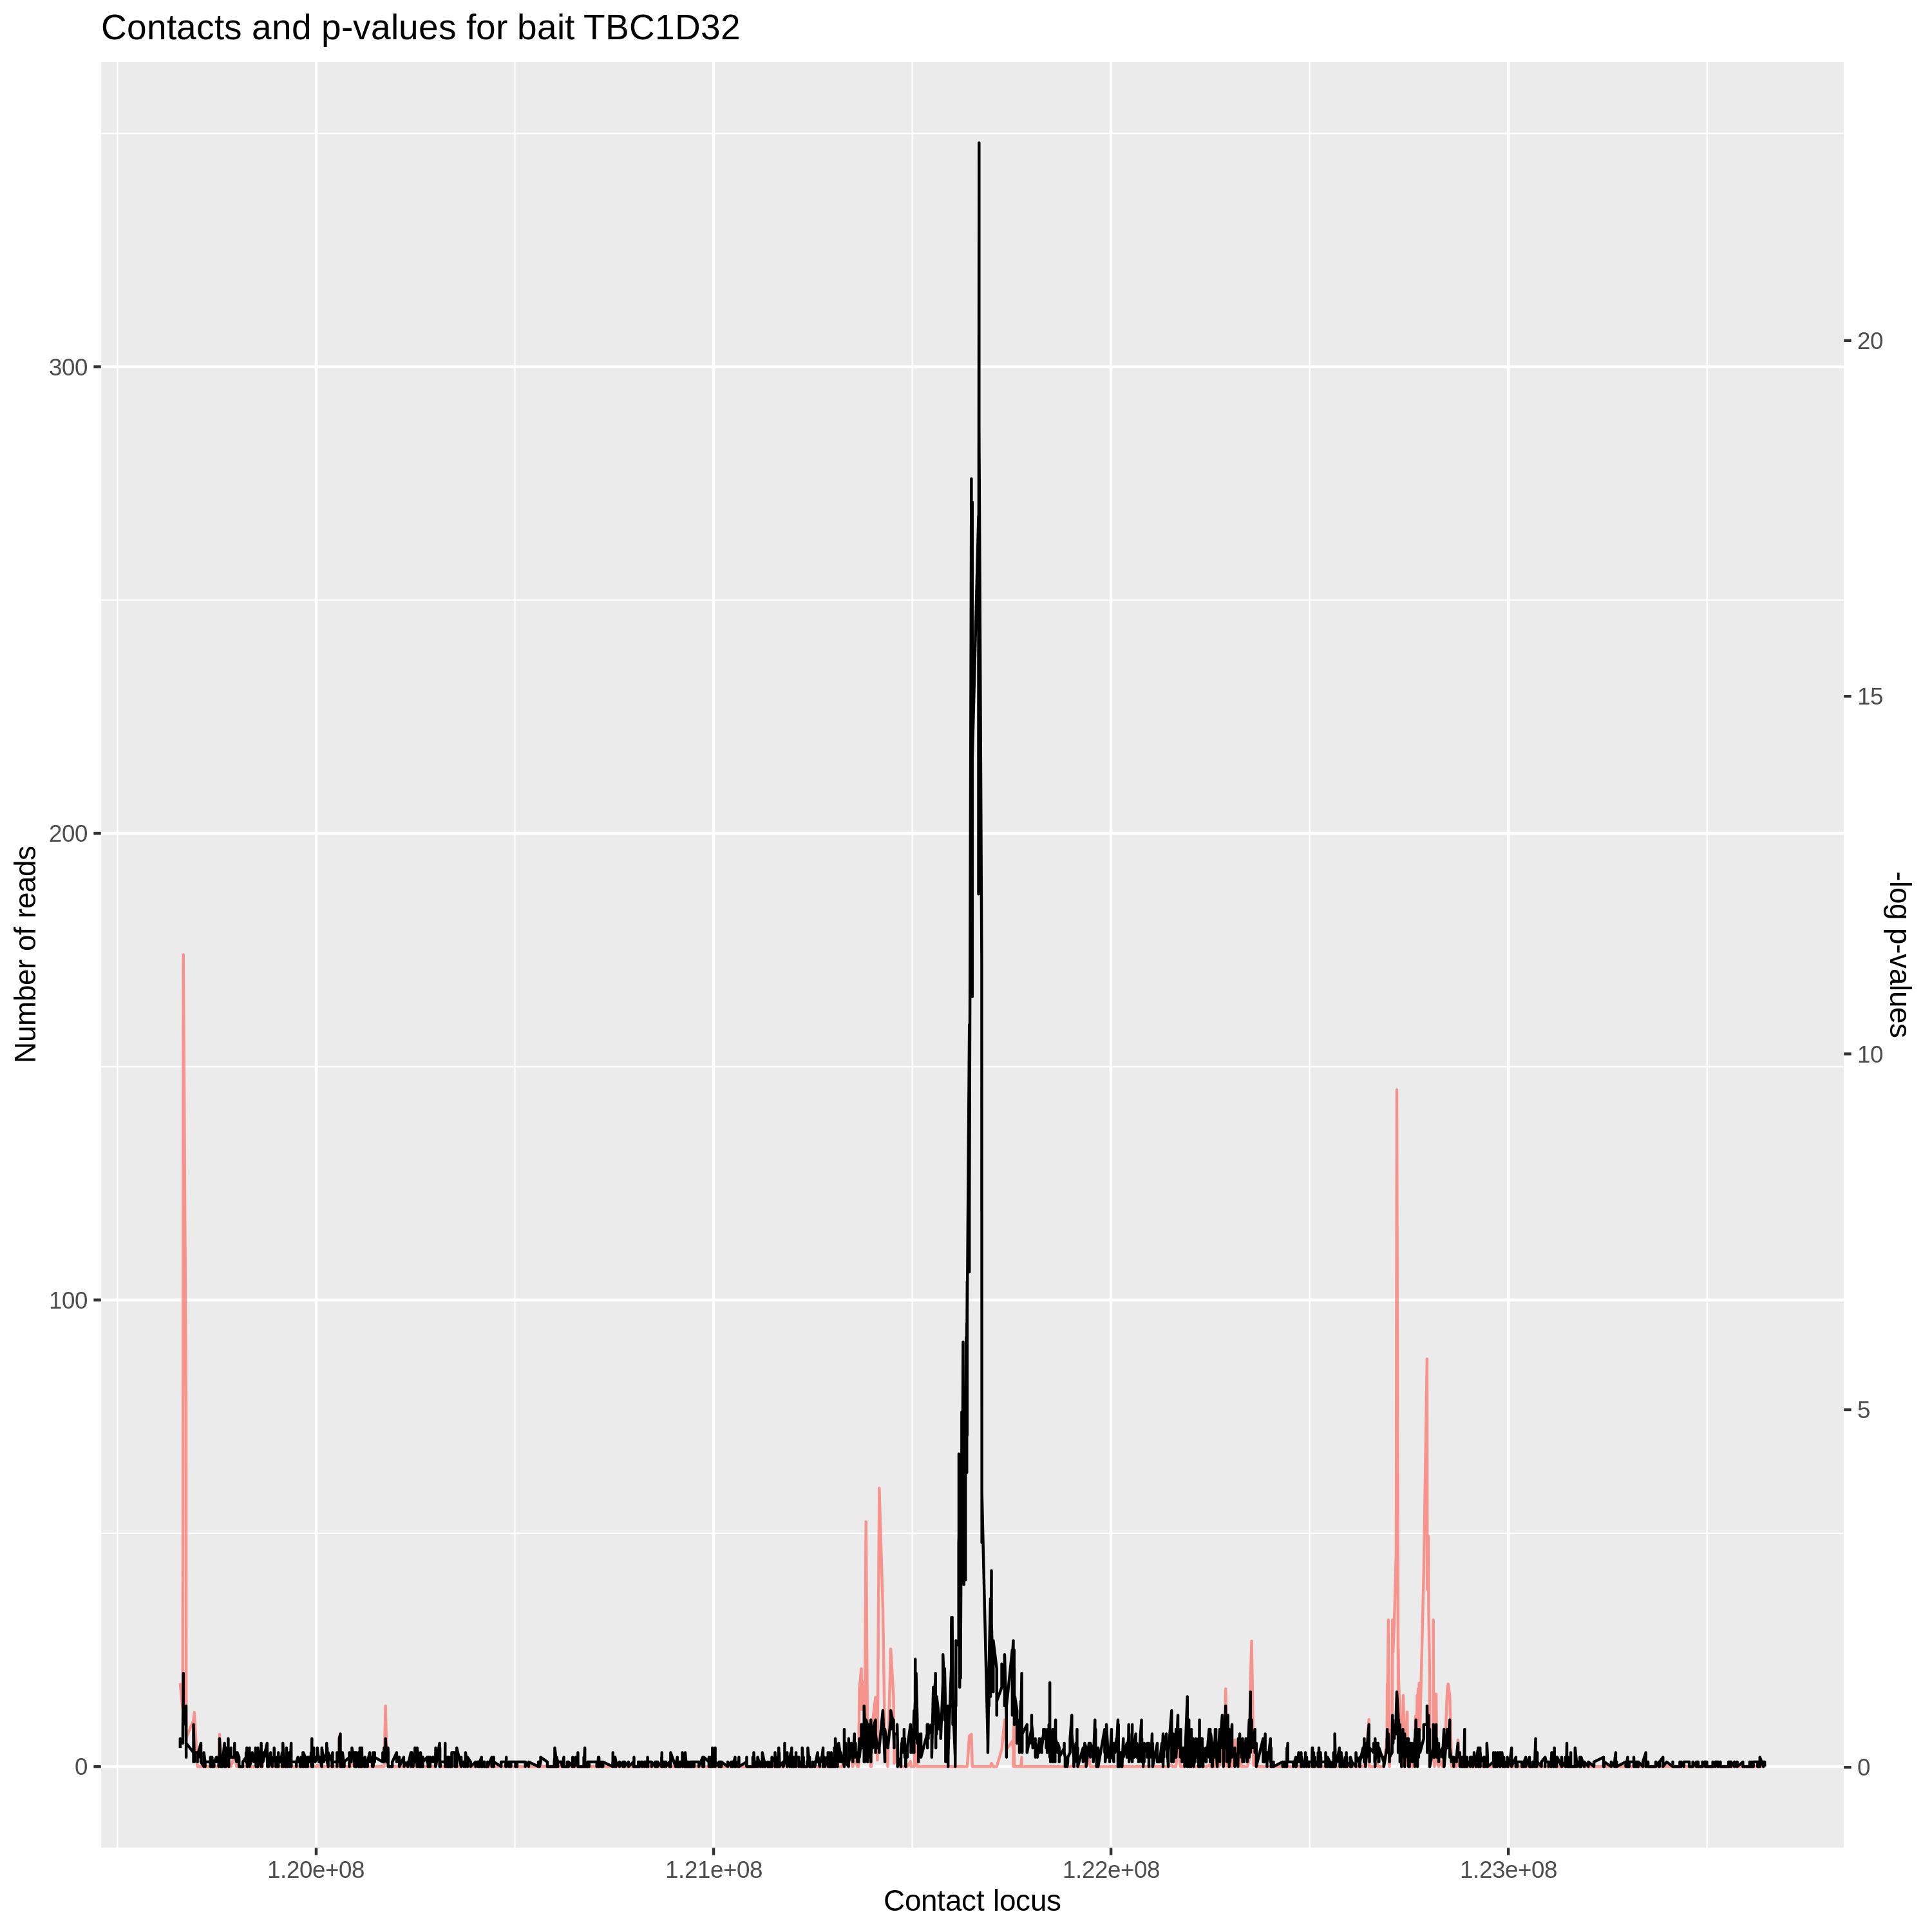 Contacts and p-values for bait TBC1D32
Number of reads
300
200
100
0
20
15
10
5
0
-log p-values
1.20e+08
1.21e+08
1.22e+08
1.23e+08
Contact locus